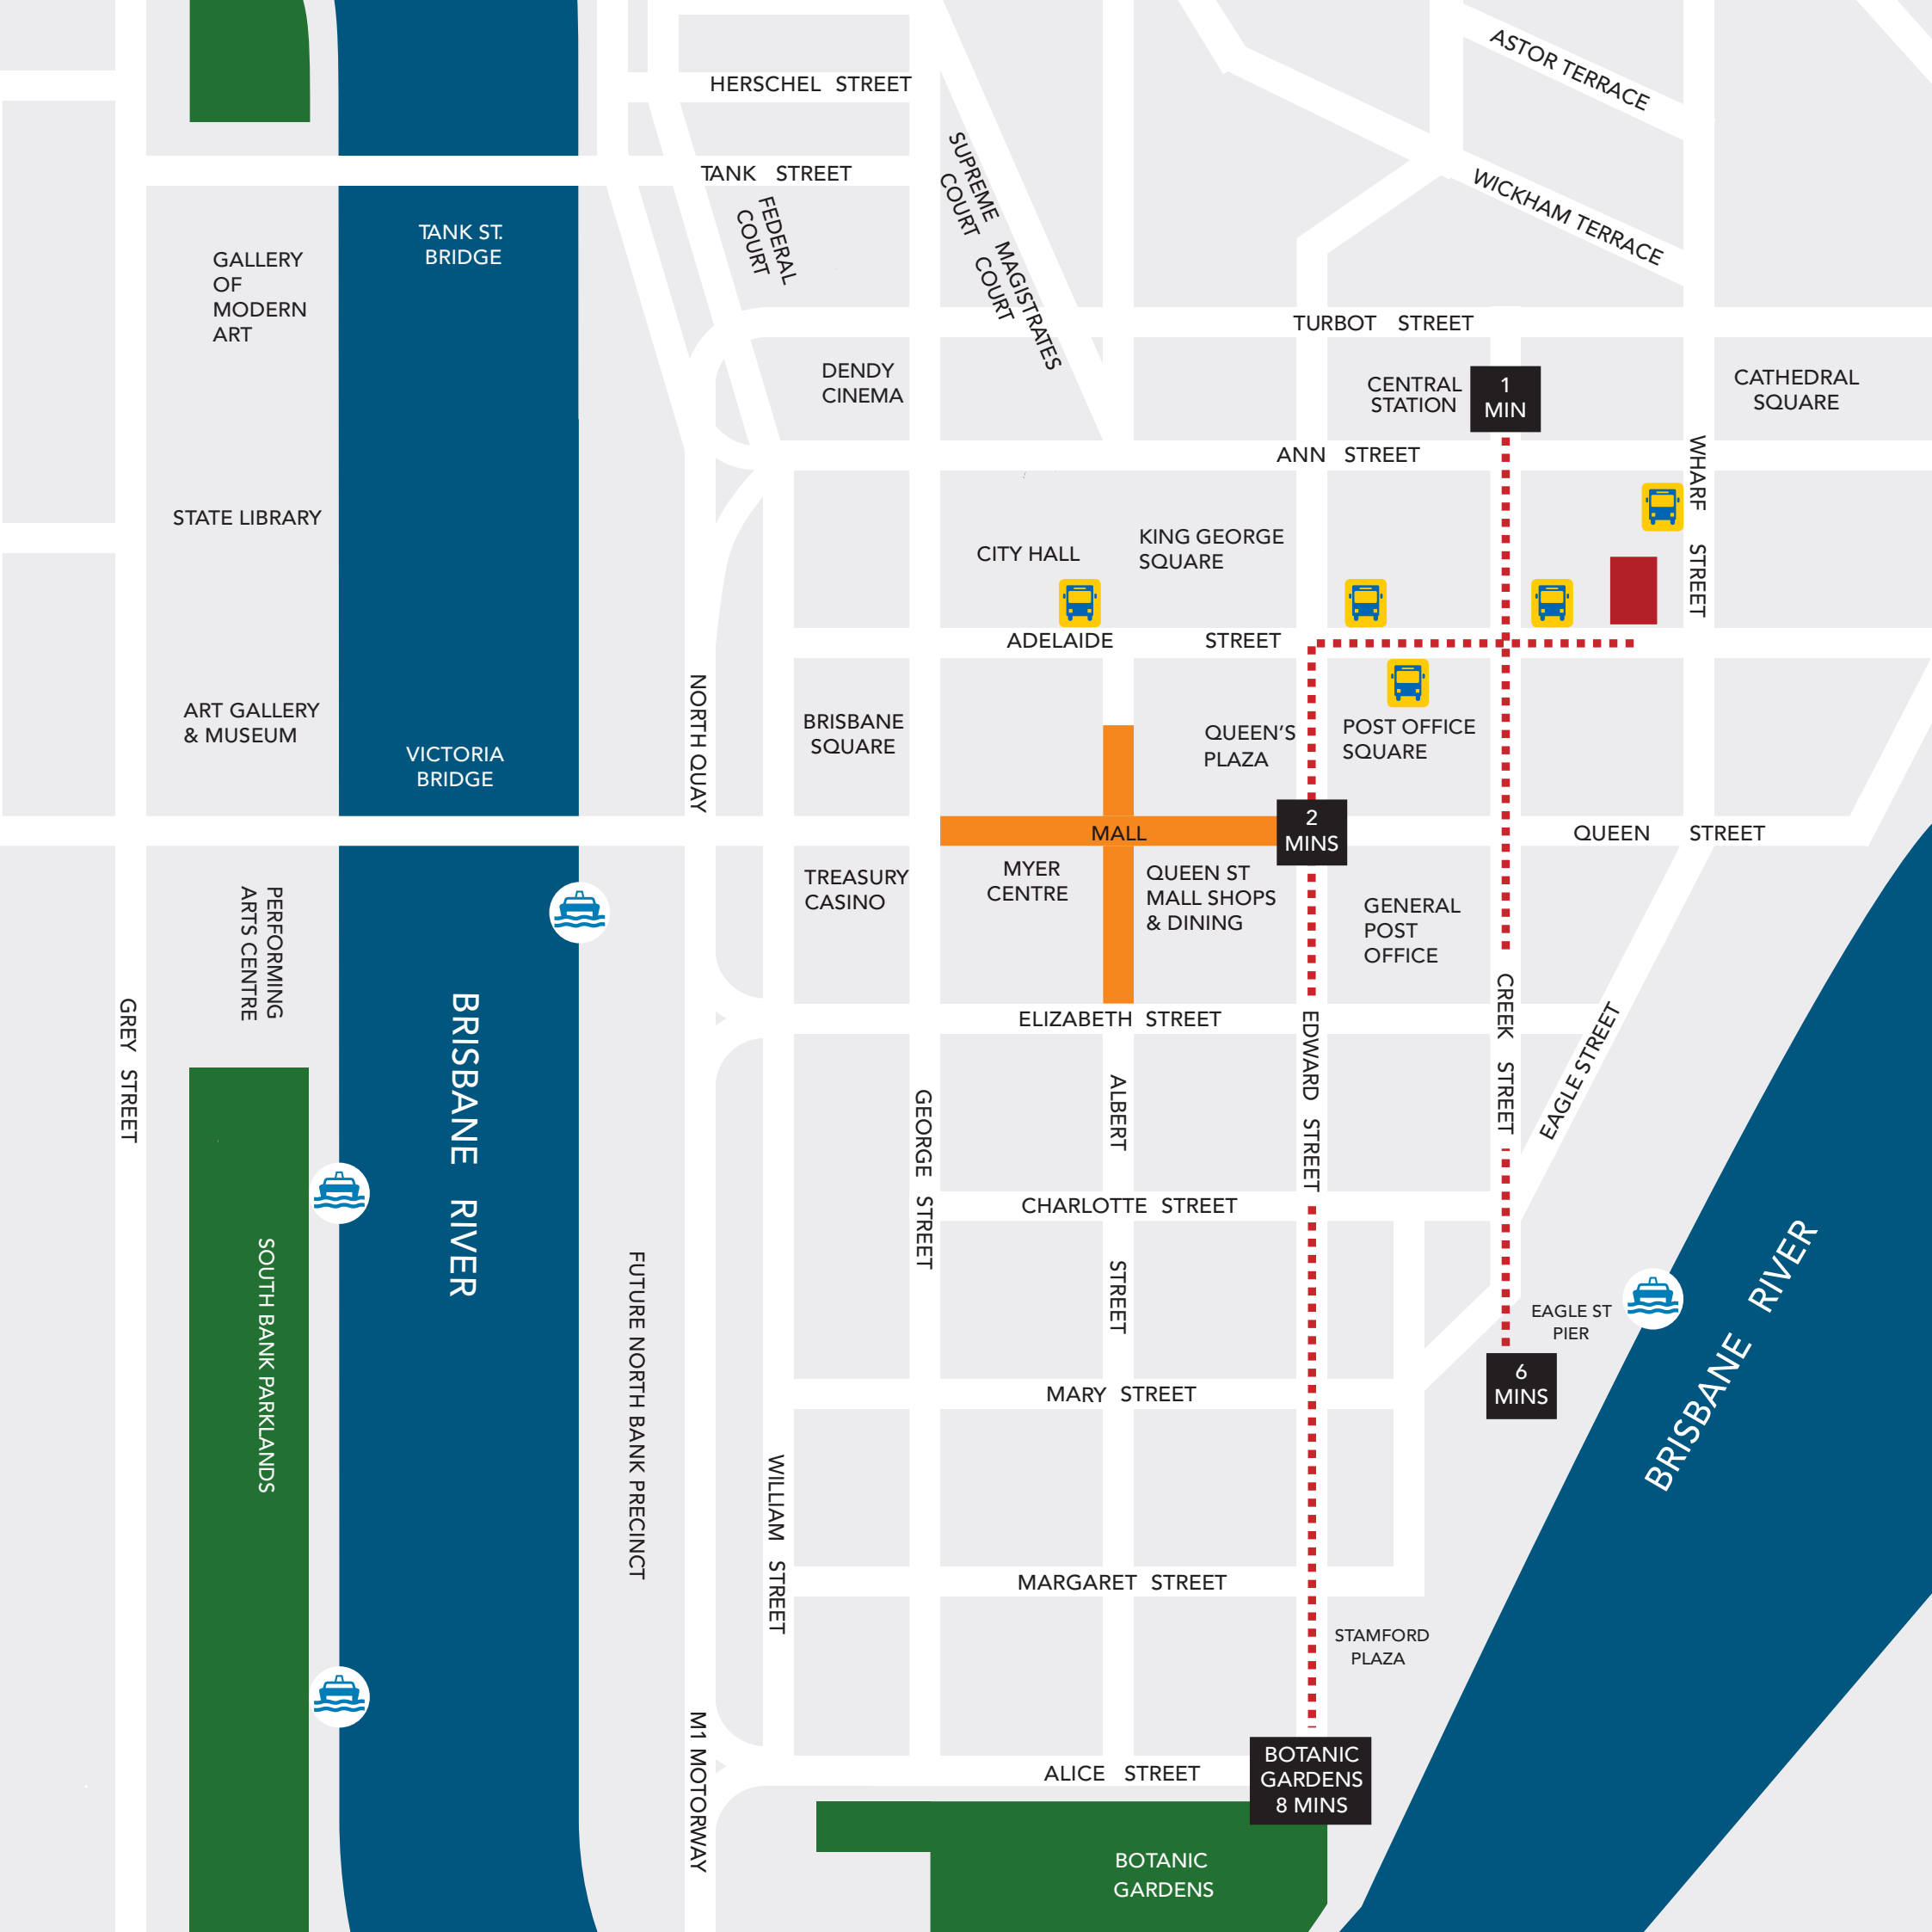 HERSCHEL STREET
ASTOR TERRACE
TANK STREET
SUPREME
COURT
MAGISTRATES
COURT
WICKHAM TERRACE
FEDERAL
COURT
TANK ST.
BRIDGE
GALLERY
OF
MODERN
ART
TURBOT STREET
DENDY
CINEMA
CENTRAL
STATION
1
MIN
CATHEDRAL
SQUARE
ANN STREET
WHARF STREET
STATE LIBRARY
CITY HALL
KING GEORGE
SQUARE
ADELAIDE STREET
NORTH QUAY
ART GALLERY
& MUSEUM
VICTORIA
BRIDGE
BRISBANE
SQUARE
QUEEN'S
PLAZA
POST OFFICE
SQUARE
MALL
2
MINS
QUEEN STREET
PERFORMING
ARTS CENTRE
TREASURY
CASINO
MYER
CENTRE
QUEEN ST
MALL SHOPS
& DINING
GENERAL
POST
OFFICE
GREY STREET
BRISBANE RIVER
ELIZABETH STREET
EDWARD STREET
CREEK STREET
EAGLE STREET
GEORGE STREET
ALBERT STREET
CHARLOTTE STREET
SOUTH BANK PARKLANDS
FUTURE NORTH BANK PRECINCT
EAGLE ST
PIER
BRISBANE RIVER
6
MINS
MARY STREET
WILLIAM STREET
MARGARET STREET
STAMFORD
PLAZA
M1 MOTORWAY
ALICE STREET
BOTANIC
GARDENS
8 MINS
BOTANIC
GARDENS